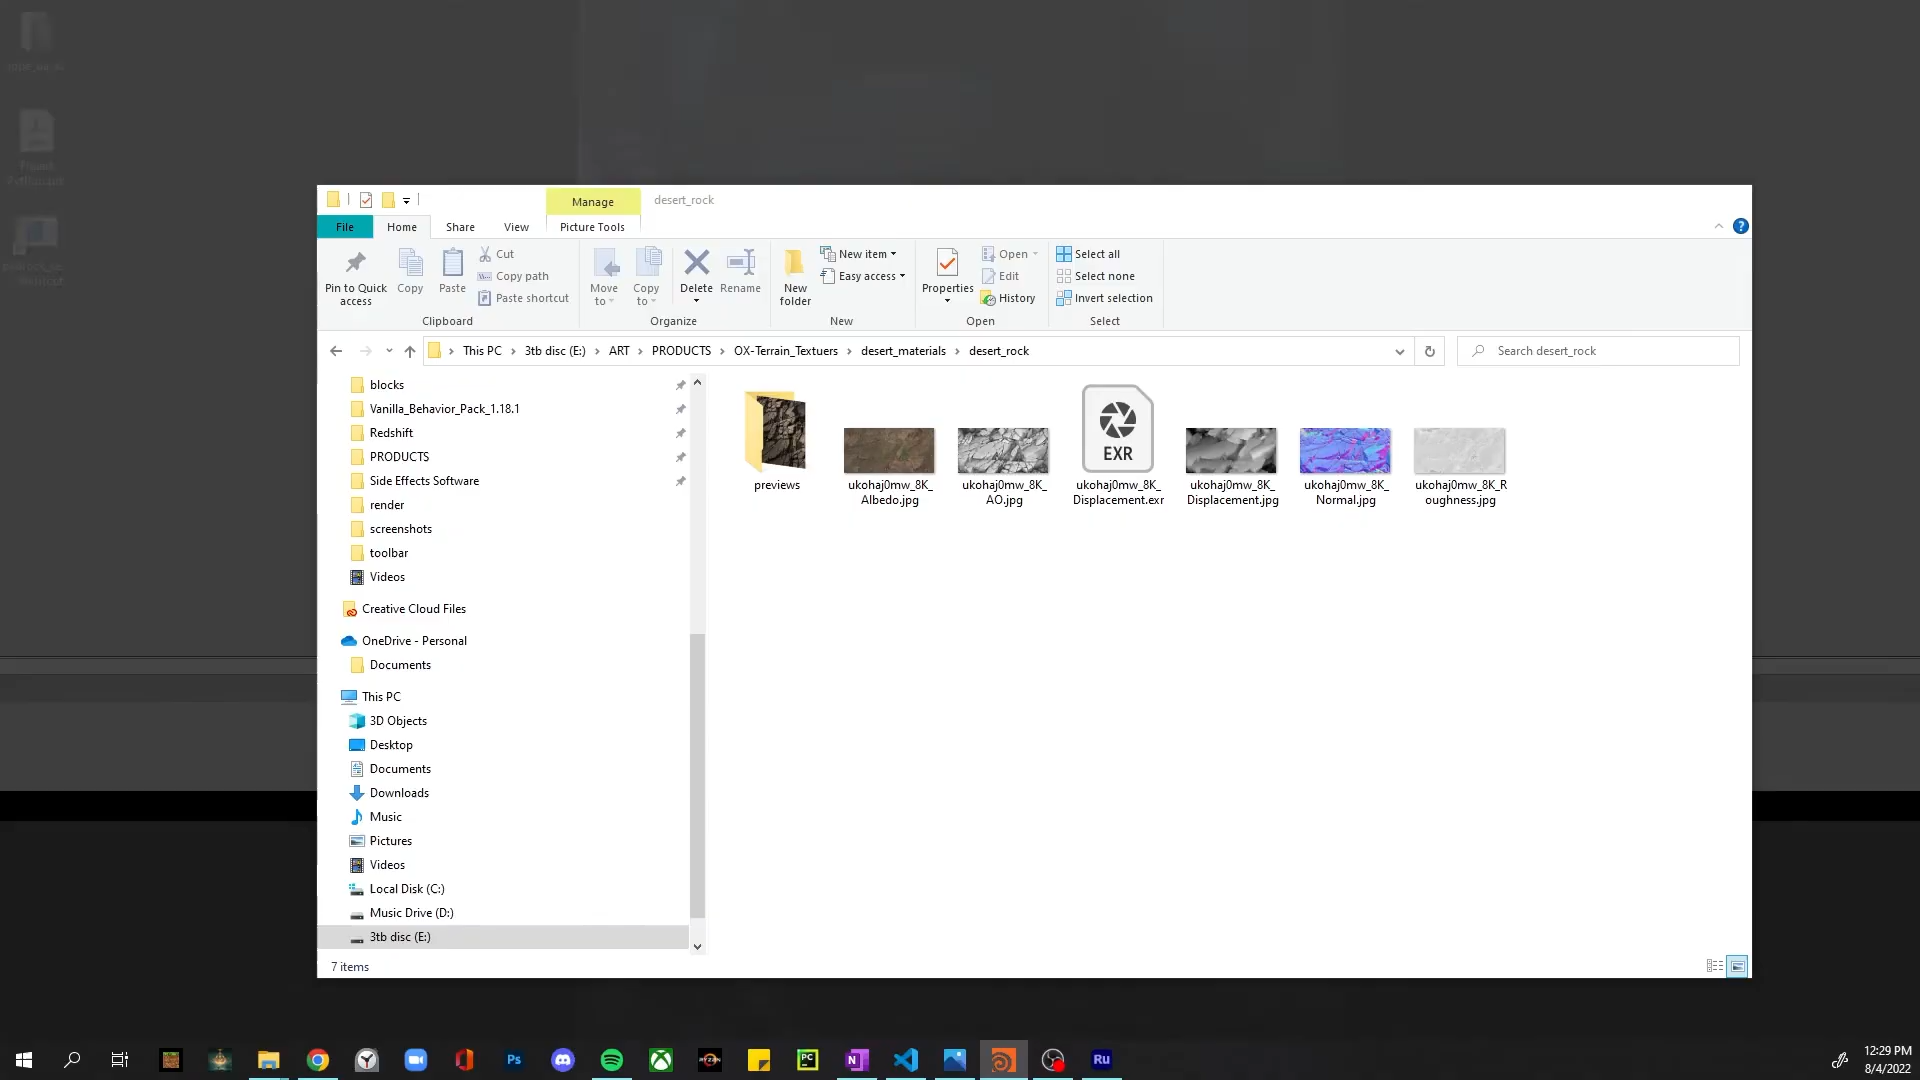 Manage
desert_rock
File
Home
Share
View
Picture Tools
Pin to Quick
access
Copy
Paste
Cut
Copy path
Paste shortcut
Clipboard
Move
to
Copy
to
Delete
Rename
Organize
New
folder
New item
Easy access
New
Properties
Open
Edit
History
Open
Select all
Select none
Invert selection
Select
This PC
3tb disc (E:)
ART
PRODUCTS
OX-Terrain_Textuers
desert_materials
desert_rock
Search desert_rock
blocks
Vanilla_Behavior_Pack_1.18.1
Redshift
PRODUCTS
Side Effects Software
render
screenshots
toolbar
Videos
Creative Cloud Files
OneDrive - Personal
Documents
This PC
3D Objects
Desktop
Documents
Downloads
Music
Pictures
Videos
Local Disk (C:)
Music Drive (D:)
3tb disc (E:)
previews
ukohaj0mw_8K_
Albedo.jpg
ukohaj0mw_8K_
AO.jpg
EXR
ukohaj0mw_8K_
Displacement.exr
ukohaj0mw_8K_
Displacement.jpg
ukohaj0mw_8K_
Normal.jpg
ukohaj0mw_8K_R
oughness.jpg
7 items
Ps
RYZEN
PC
N
Ru
12:29 PM
8/4/2022